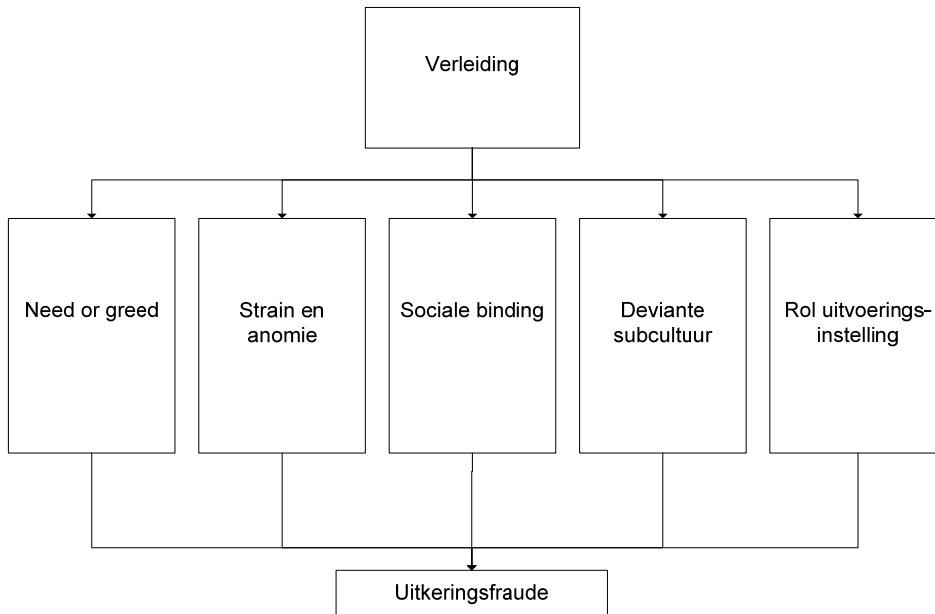 Verleiding
Need or greed
Strain en
anomie
Sociale binding
Deviante
subcultuur
Rol uitvoerings-
instelling
Uitkeringsfraude